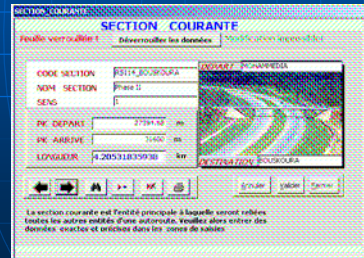 SECTION_COURANTE
SECTION COURANTE
Feuille verrouillée ! Déverrouiller les données Modification impossible
DEPART MOHAMMEDIA
CODE SECTION
NOM SECTION Phase II
SENS 1
PK DEPART m
PK ARRIVE m
LONGUEUR 4.20531835938 km
DESTINATION BOUSKOURA
Annuler Valider Fermer
La section courante est l'entité principale à laquelle seront reliées
toutes les autres entités d'une autoroute. Veuillez alors entrer des
données exactes et précises dans les zones de saisies